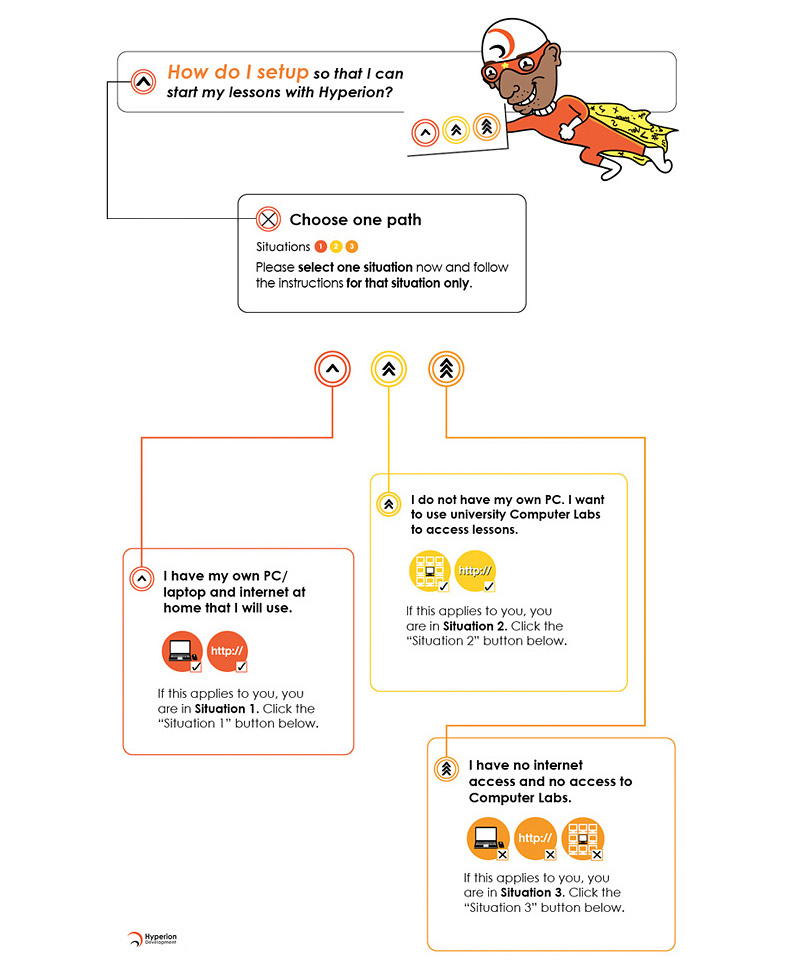 How do I setup so that I can
start my lessons with Hyperion?
Choose one path
Situations 1 2 3
Please select one situation now and follow
the instructions for that situation only.
I do not have my own PC. I want
to use university Computer Labs
to access lessons.
http://
If this applies to you, you
are in Situation 2. Click the
“Situation 2” button below.
I have my own PC/
laptop and internet at
home that I will use.
http://
If this applies to you, you
are in Situation 1. Click the
“Situation 1” button below.
I have no internet
access and no access to
Computer Labs.
http://
If this applies to you, you
are in Situation 3. Click the
“Situation 3” button below.
Hyperion
Development